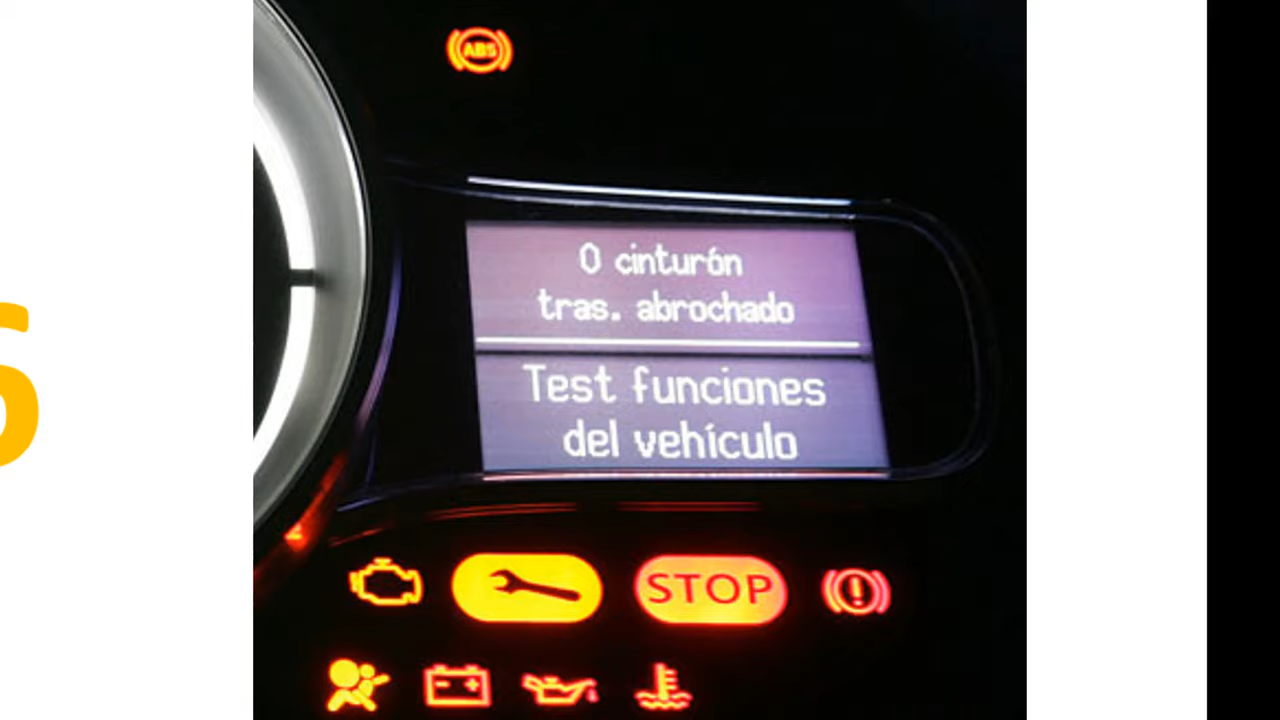 ABS
0 cinturón
tras. abrochado
Test funciones
del vehículo
STOP